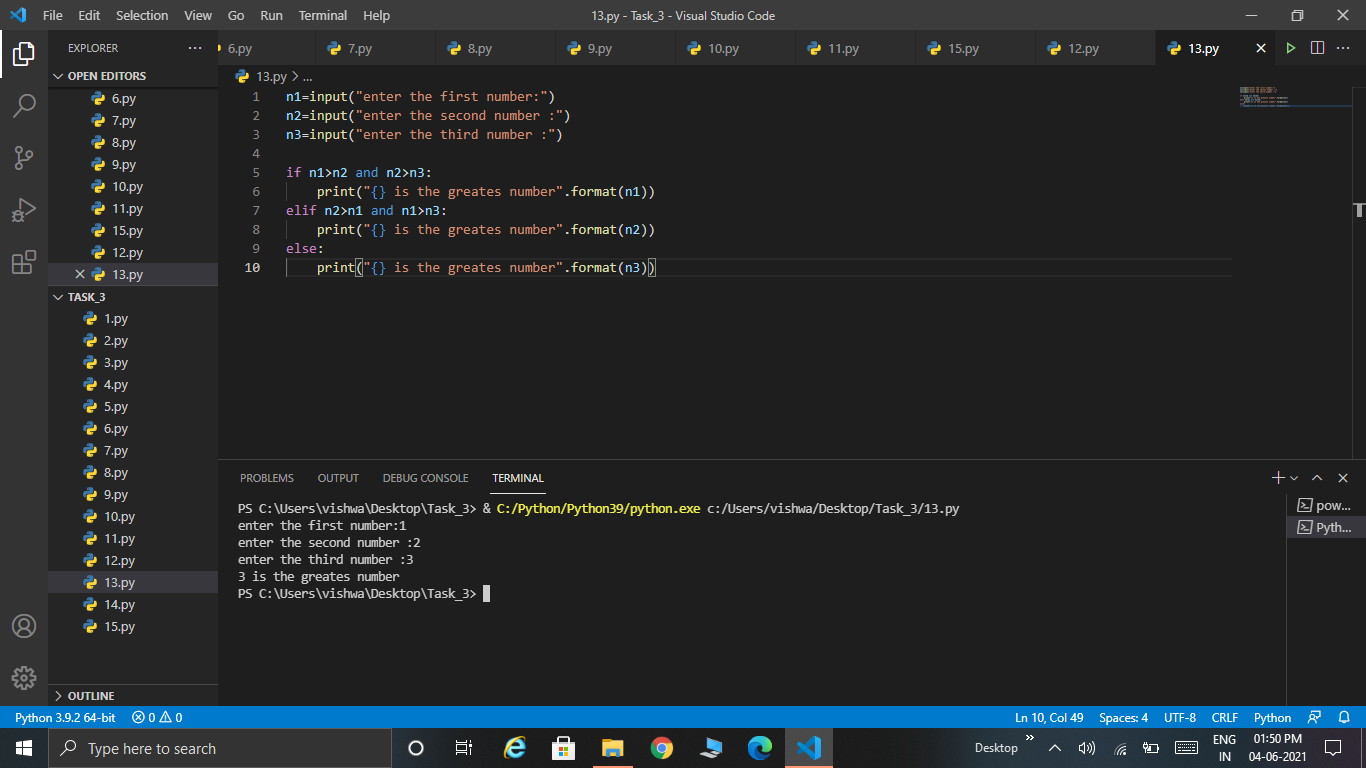 File Edit Selection View Go Run Terminal Help
13.py - Task_3 - Visual Studio Code
EXPLORER
OPEN EDITORS
6.py
7.py
8.py
9.py
10.py
11.py
15.py
12.py
13.py
TASK_3
1.py
2.py
3.py
4.py
5.py
6.py
7.py
8.py
9.py
10.py
11.py
12.py
13.py
14.py
15.py
OUTLINE
6.py 7.py 8.py 9.py 10.py 11.py 15.py 12.py 13.py
13.py > ...
1 n1=input("enter the first number:")
2 n2=input("enter the second number :")
3 n3=input("enter the third number :")
4
5 if n1>n2 and n2>n3:
6     print("{} is the greates number".format(n1))
7 elif n2>n1 and n1>n3:
8     print("{} is the greates number".format(n2))
9 else:
10     print("{} is the greates number".format(n3))
PROBLEMS OUTPUT DEBUG CONSOLE TERMINAL
PS C:\Users\vishwa\Desktop\Task_3> & C:/Python/Python39/python.exe c:/Users/vishwa/Desktop/Task_3/13.py
enter the first number:1
enter the second number :2
enter the third number :3
3 is the greates number
PS C:\Users\vishwa\Desktop\Task_3>
pow...
Pyth...
Python 3.9.2 64-bit 0 0 Ln 10, Col 49 Spaces: 4 UTF-8 CRLF Python
Type here to search
Desktop
ENG
IN
01:50 PM
04-06-2021